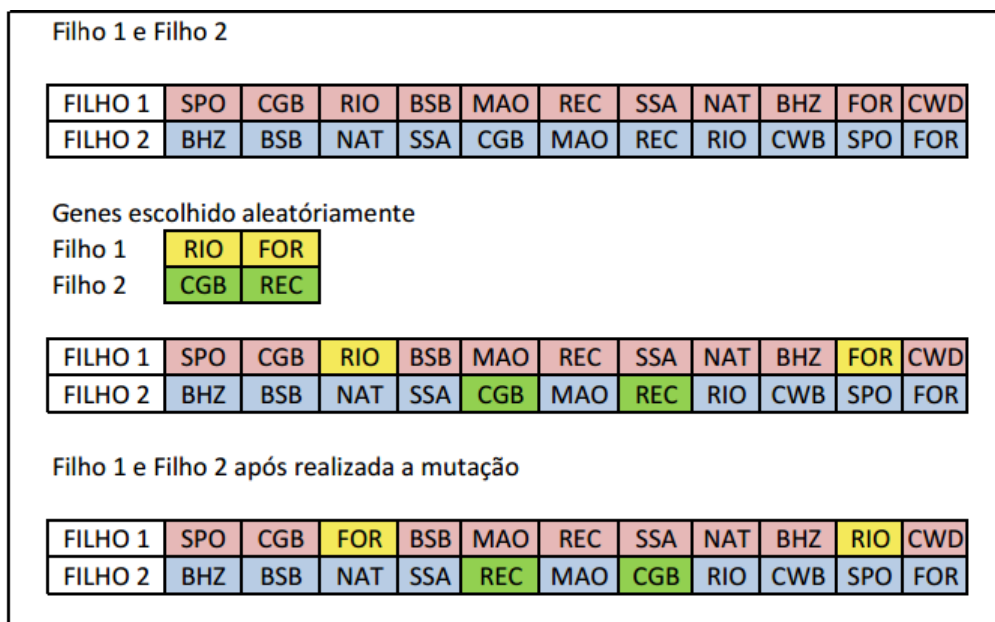 Filho 1 e Filho 2
FILHO 1 SPO CGB RIO BSB MAO REC SSA NAT BHZ FOR CWD
FILHO 2 BHZ BSB NAT SSA CGB MAO REC RIO CWB SPO FOR
Genes escolhido aleatóriamente
Filho 1 RIO FOR
Filho 2 CGB REC
FILHO 1 SPO CGB RIO BSB MAO REC SSA NAT BHZ FOR CWD
FILHO 2 BHZ BSB NAT SSA CGB MAO REC RIO CWB SPO FOR
Filho 1 e Filho 2 após realizada a mutação
FILHO 1 SPO CGB FOR BSB MAO REC SSA NAT BHZ RIO CWD
FILHO 2 BHZ BSB NAT SSA REC MAO CGB RIO CWB SPO FOR